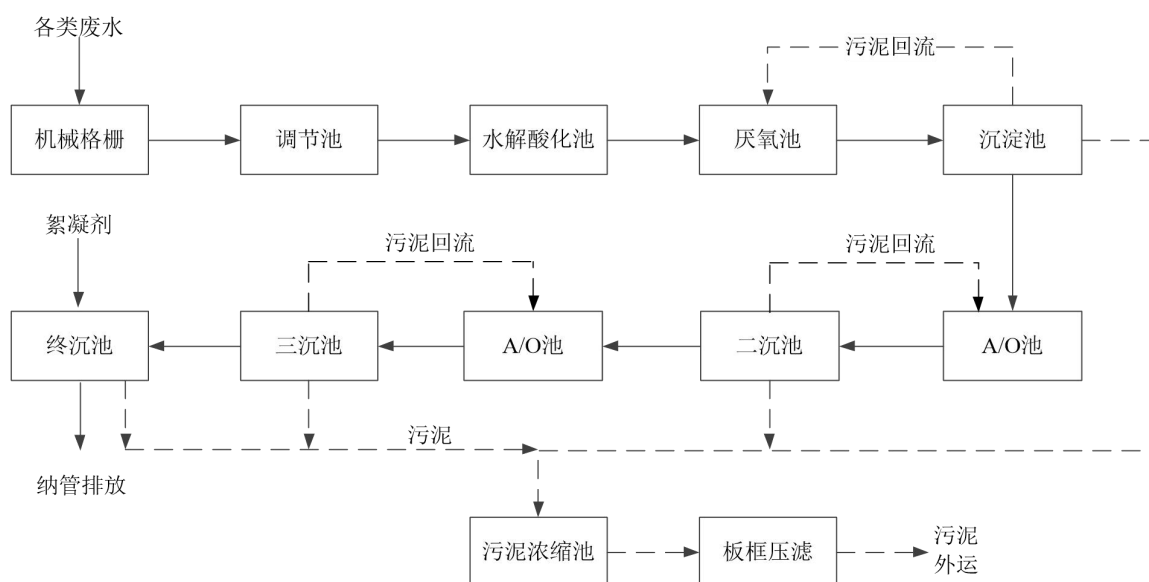 各类废水
污泥回流
机械格栅
调节池
水解酸化池
厌氧池
沉淀池
絮凝剂
污泥回流
污泥回流
终沉池
三沉池
A/O池
二沉池
A/O池
污泥
纳管排放
污泥浓缩池
板框压滤
污泥
外运